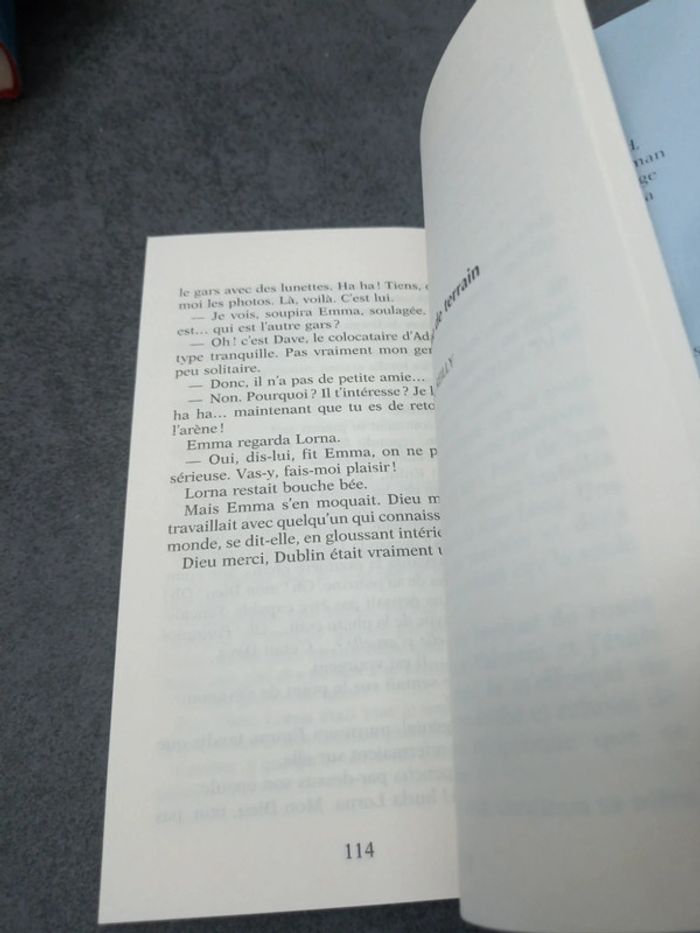 le gars avec des lunettes. Ha ha! Tiens,
moi les photos. Là, voilà. C'est lui.
— Je vois, soupira Emma, soulagée.
est... qui est l'autre gars?
— Oh! c'est Dave, le colocataire d'Ad
type tranquille. Pas vraiment mon gen
peu solitaire.
— Donc, il n'a pas de petite amie...
— Non. Pourquoi? Il t'intéresse? Je
ha ha... maintenant que tu es de reto
l'arène!
Emma regarda Lorna.
— Oui, dis-lui, fit Emma, on ne p
sérieuse. Vas-y, fais-moi plaisir!
Lorna restait bouche bée.
Mais Emma s'en moquait. Dieu m
travaillait avec quelqu'un qui connaiss
monde, se dit-elle, en gloussant intérie
Dieu merci, Dublin était vraiment
114
de terrain
man
ge
a